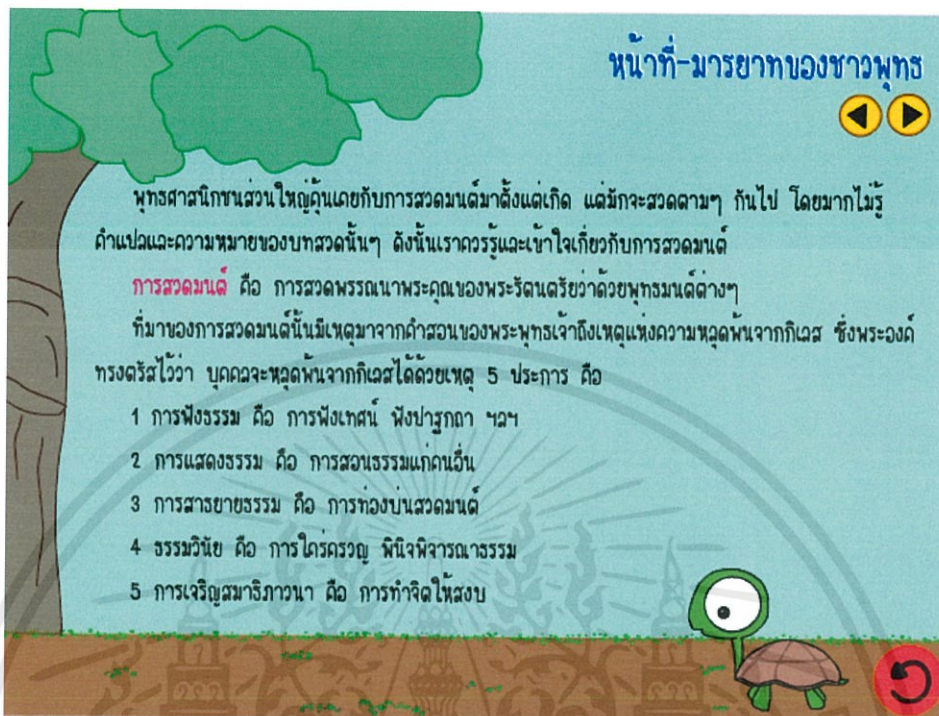 หน้าที่-มารยาทของชาวพุทธ
พุทธศาสนิกชนส่วนใหญ่คุ้นเคยกับการสวดมนต์มาตั้งแต่เกิด แต่มักจะสวดตามๆ กันไป โดยมากไม่รู้
คำแปลและความหมายของบทสวดนั้นๆ ดังนั้นเราควรรู้และเข้าใจเกี่ยวกับการสวดมนต์
การสวดมนต์ คือ การสวดพรรณนาพระคุณของพระรัตนตรัยว่าด้วยพุทธมนต์ต่างๆ
ที่มาของการสวดมนต์นั้นมีเหตุมาจากคำสอนของพระพุทธเจ้าถึงเหตุแห่งความหลุดพ้นจากกิเลส ซึ่งพระองค์
ทรงตรัสไว้ว่า บุคคลจะหลุดพ้นจากกิเลสได้ด้วยเหตุ 5 ประการ คือ
1 การฟังธรรม คือ การฟังเทศน์ ฟังปาฐกถา ฯลฯ
2 การแสดงธรรม คือ การสอนธรรมแก่คนอื่น
3 การสาธยายธรรม คือ การท่องบ่นสวดมนต์
4 ธรรมวินัย คือ การใคร่ครวญ พินิจพิจารณาธรรม
5 การเจริญสมาธิภาวนา คือ การทำจิตให้สงบ